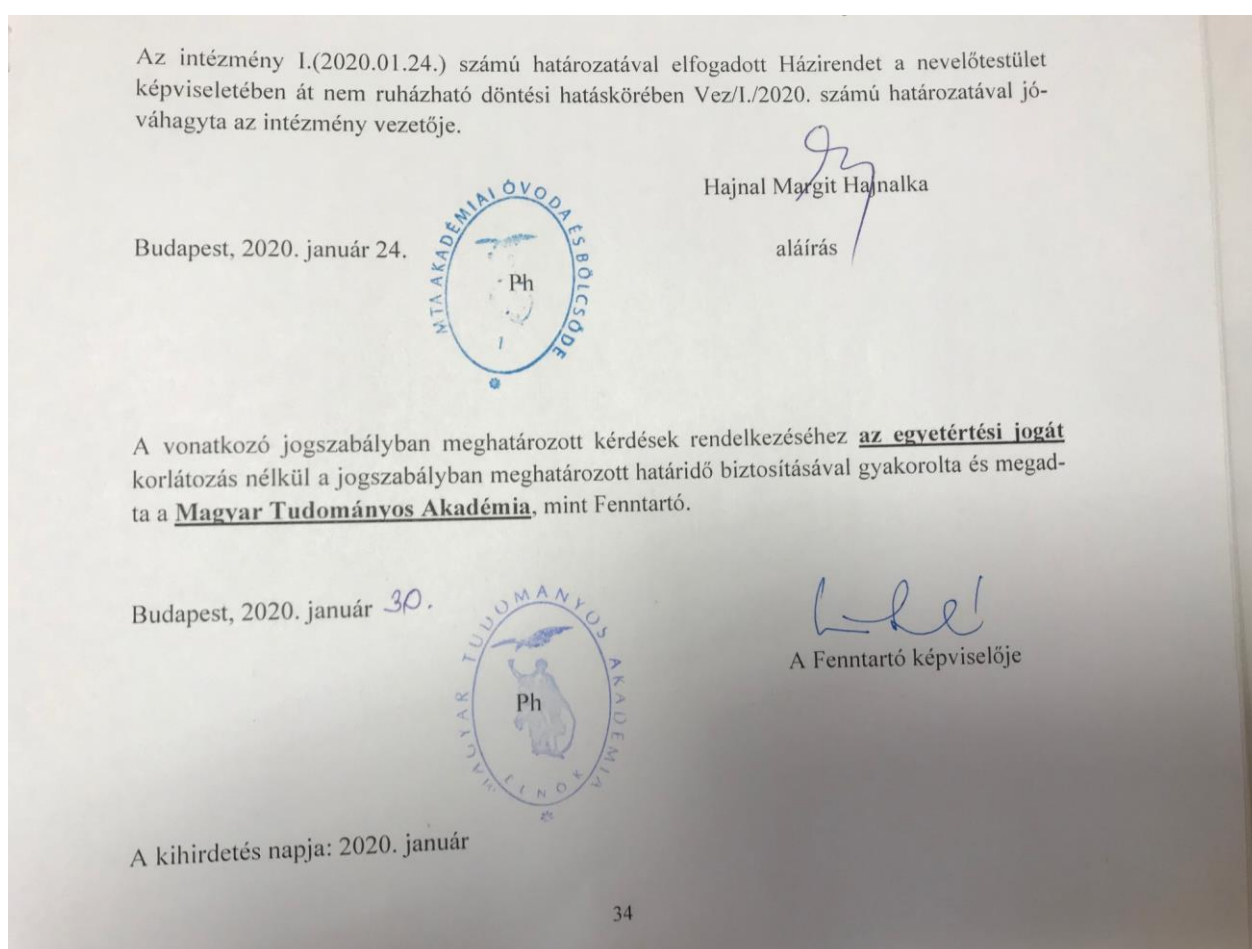 Az intézmény I.(2020.01.24.) számú határozatával elfogadott Házirendet a nevelőtestület
képviseletében át nem ruházható döntési hatáskörében Vez/I./2020. számú határozatával jó-
váhagyta az intézmény vezetője.
Hajnal Margit Hajnalka
aláírás
Budapest, 2020. január 24.
MTA AKADÉMIAI ÓVODA ÉS BÖLCSŐDE
Ph
1
A vonatkozó jogszabályban meghatározott kérdések rendelkezéséhez az egyetértési jogát
korlátozás nélkül a jogszabályban meghatározott határidő biztosításával gyakorolta és megad-
ta a Magyar Tudományos Akadémia, mint Fenntartó.
Budapest, 2020. január 30.
MAGYAR TUDOMÁNYOS AKADÉMIA
Ph
ELNÖK
A Fenntartó képviselője
A kihirdetés napja: 2020. január
34